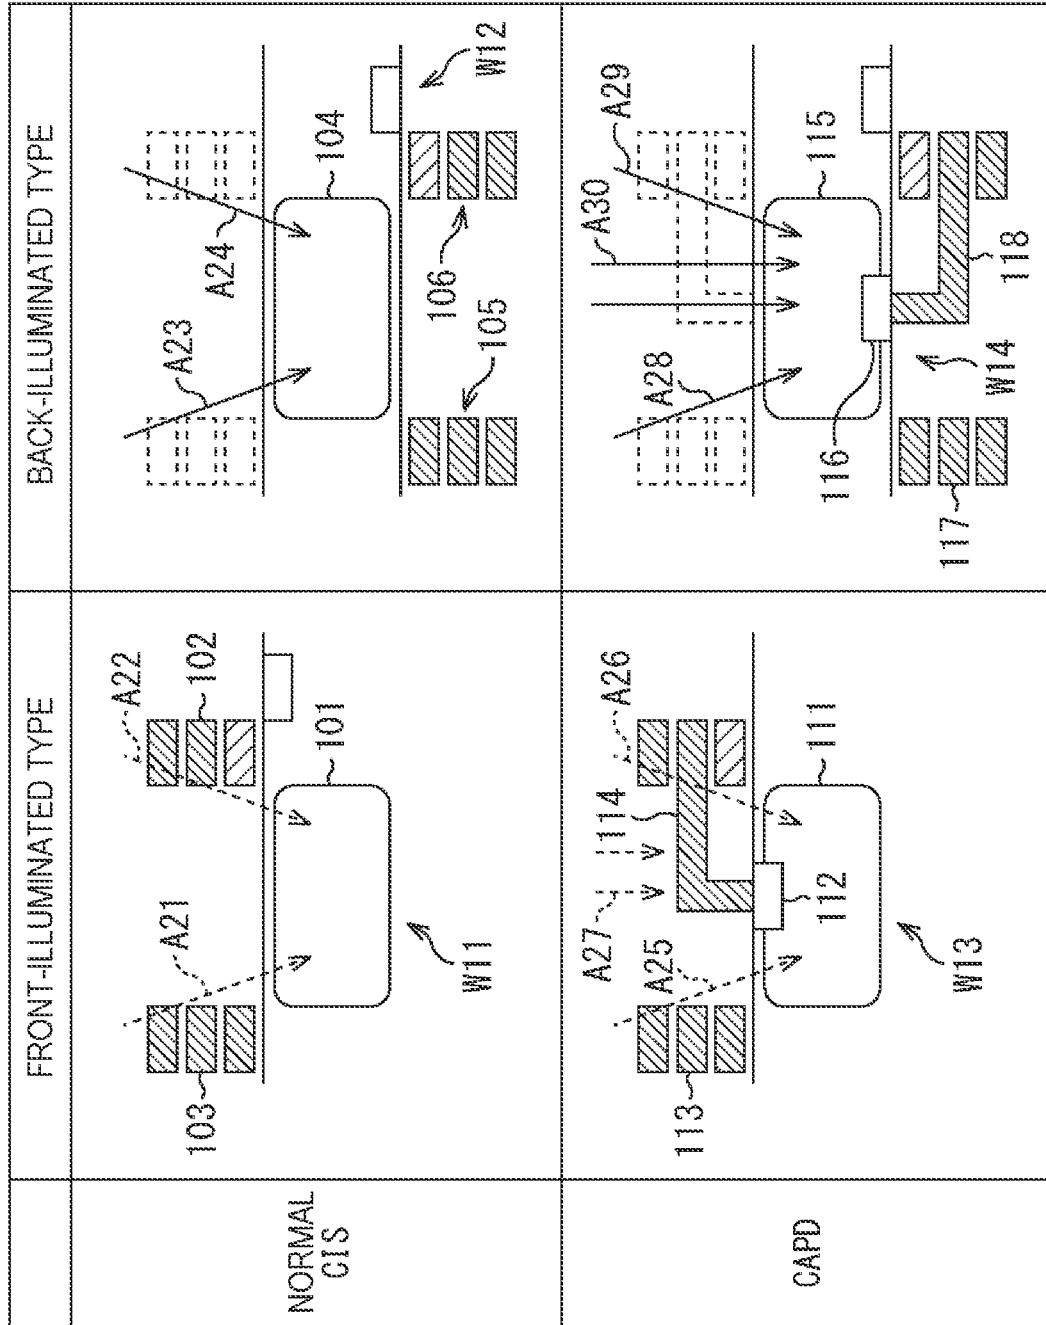 FRONT-ILLUMINATED TYPE
BACK-ILLUMINATED TYPE
NORMAL
CIS
A21
A22
102
103
101
W11
A23
A24
104
105
106
W12
CAPD
A25
A27
A26
114
113
111
112
W13
A28
A30
A29
115
116
117
118
W14